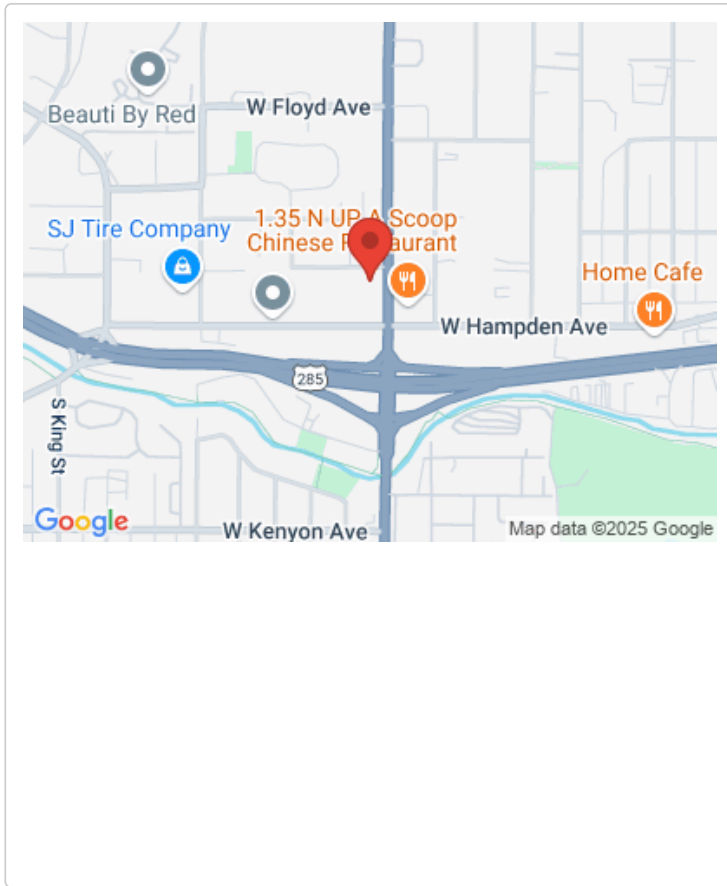 W Floyd Ave
Beauti By Red
1.35 N UP A Scoop
Chinese R
aurant
SJ Tire Company
Home Cafe
W Hampden Ave
285
S King St
Google
W Kenyon Ave
Map data ©2025 Google